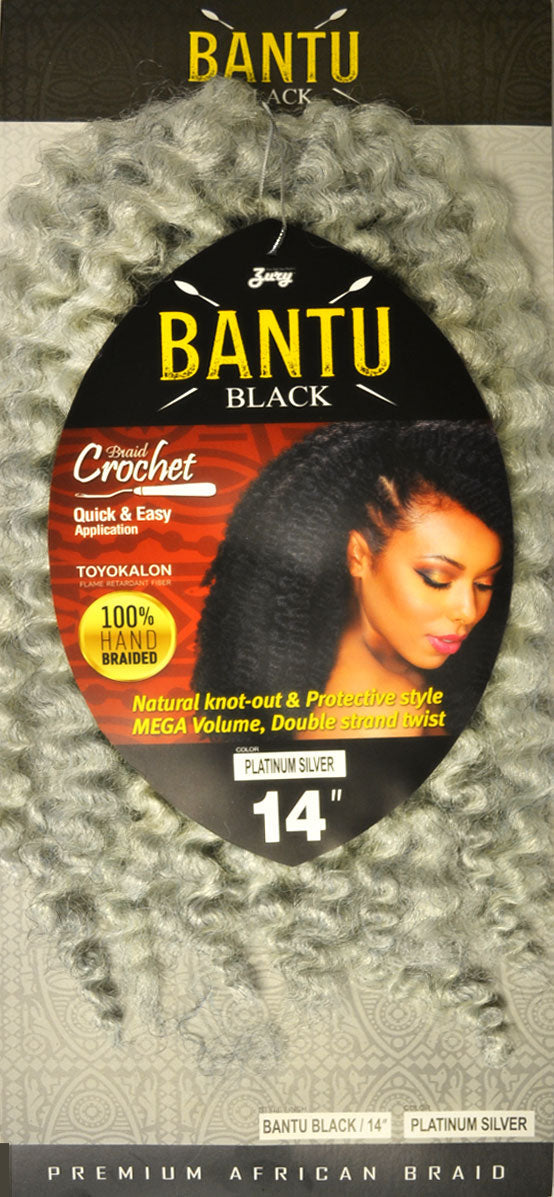 BANTU
BLACK
Zury
BANTU
BLACK
Braid
Crochet
Quick & Easy
Application
TOYOKALON
FLAME RETARDANT FIBER
100%
HAND
BRAIDED
Natural knot-out & Protective style
MEGA Volume, Double strand twist
COLOR
PLATINUM SILVER
14"
COLOR
BANTU BLACK / 14" PLATINUM SILVER
PREMIUM AFRICAN BRAID